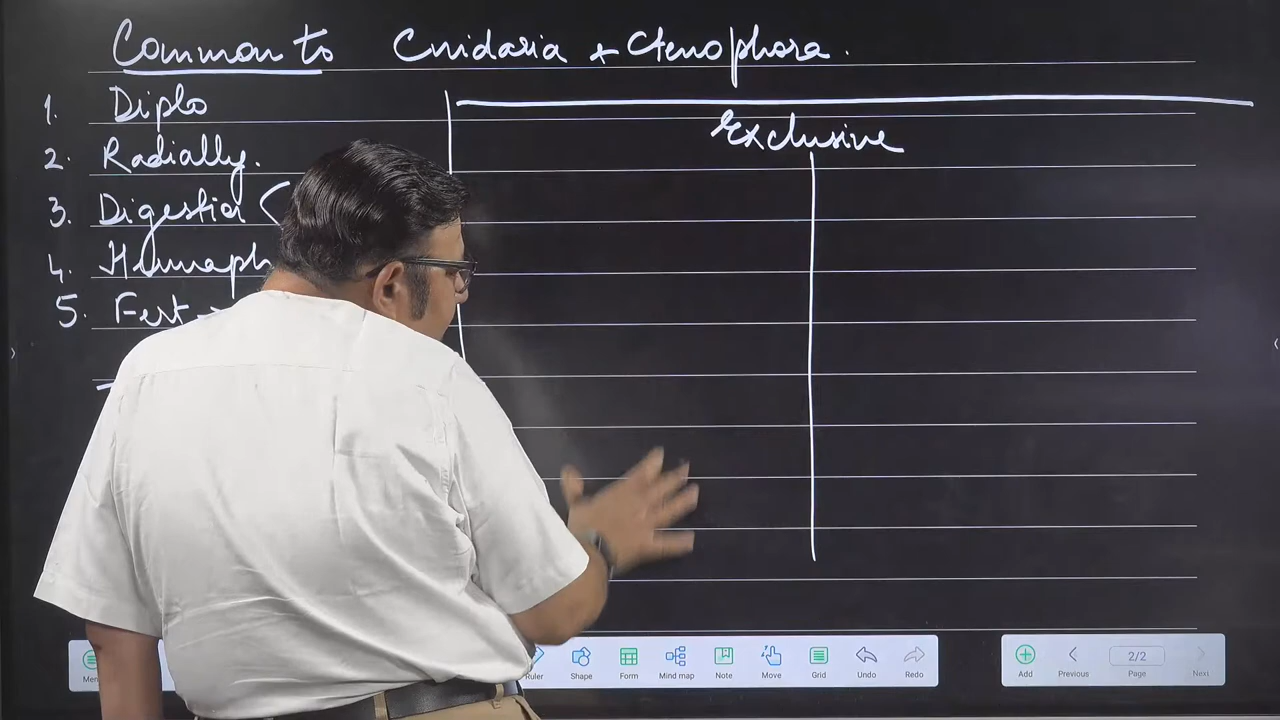 Common to Cnidaria + Ctenophora.
1. Diplo
2. Radially.
3. Digestion (
4. Hermaph
5. Fert →
Exclusive
Ruler Shape Form Mind map Note Move Grid Undo Redo
Add Previous 2/2 Page Next